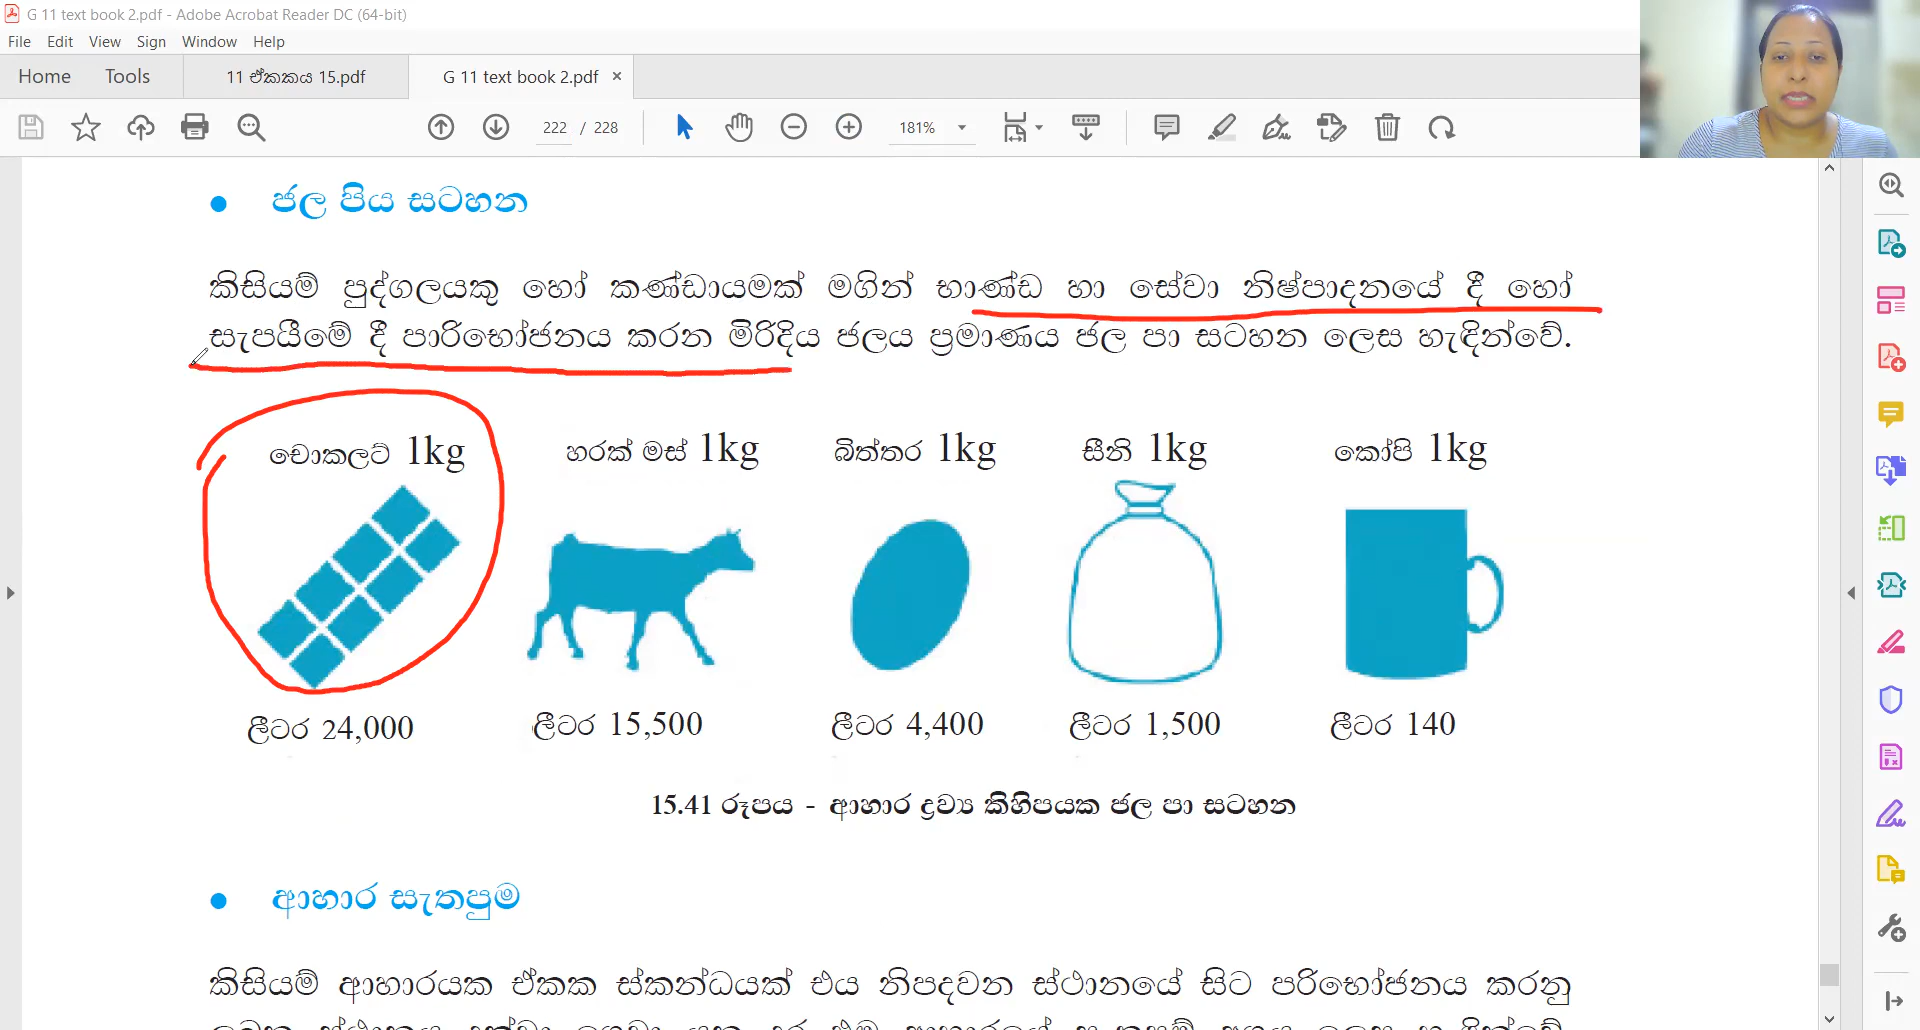 G 11 text book 2.pdf - Adobe Acrobat Reader DC (64-bit)
File Edit View Sign Window Help
Home Tools 11 ඒකකය 15.pdf G 11 text book 2.pdf ×
222 / 228 181%
• ජල පිය සටහන
කිසියම් පුද්ගලයකු හෝ කණ්ඩායමක් මගින් භාණ්ඩ හා සේවා නිෂ්පාදනයේ දී හෝ
සැපයීමේ දී පාරිභෝජනය කරන මිරිදිය ජලය ප්‍රමාණය ජල පා සටහන ලෙස හැඳින්වේ.
චොකලට් 1kg හරක් මස් 1kg බිත්තර 1kg සීනි 1kg කෝපි 1kg
ලීටර 24,000 ලීටර 15,500 ලීටර 4,400 ලීටර 1,500 ලීටර 140
15.41 රූපය - ආහාර ද්‍රව්‍ය කිහිපයක ජල පා සටහන
• ආහාර සැතපුම
කිසියම් ආහාරයක ඒකක ස්කන්ධයක් එය නිපදවන ස්ථානයේ සිට පරිභෝජනය කරනු